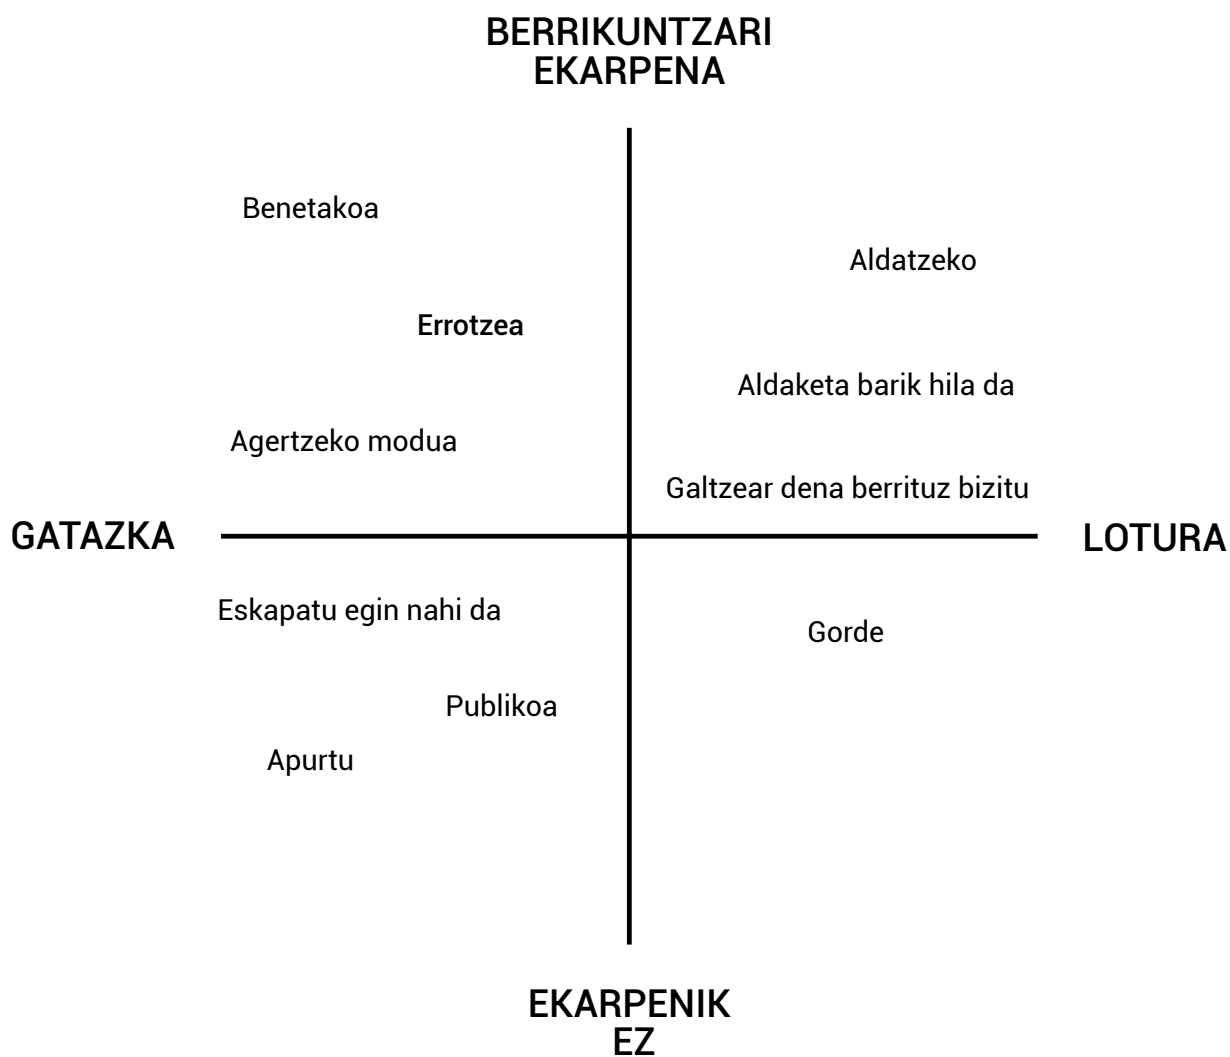 BERRIKUNTZARI
EKARPENA
Benetakoa
Aldatzeko
Errotzea
Aldaketa barik hila da
Agertzeko modua
Galtzear dena berrituz bizitu
GATAZKA
LOTURA
Eskapatu egin nahi da
Gorde
Publikoa
Apurtu
EKARPENIK
EZ